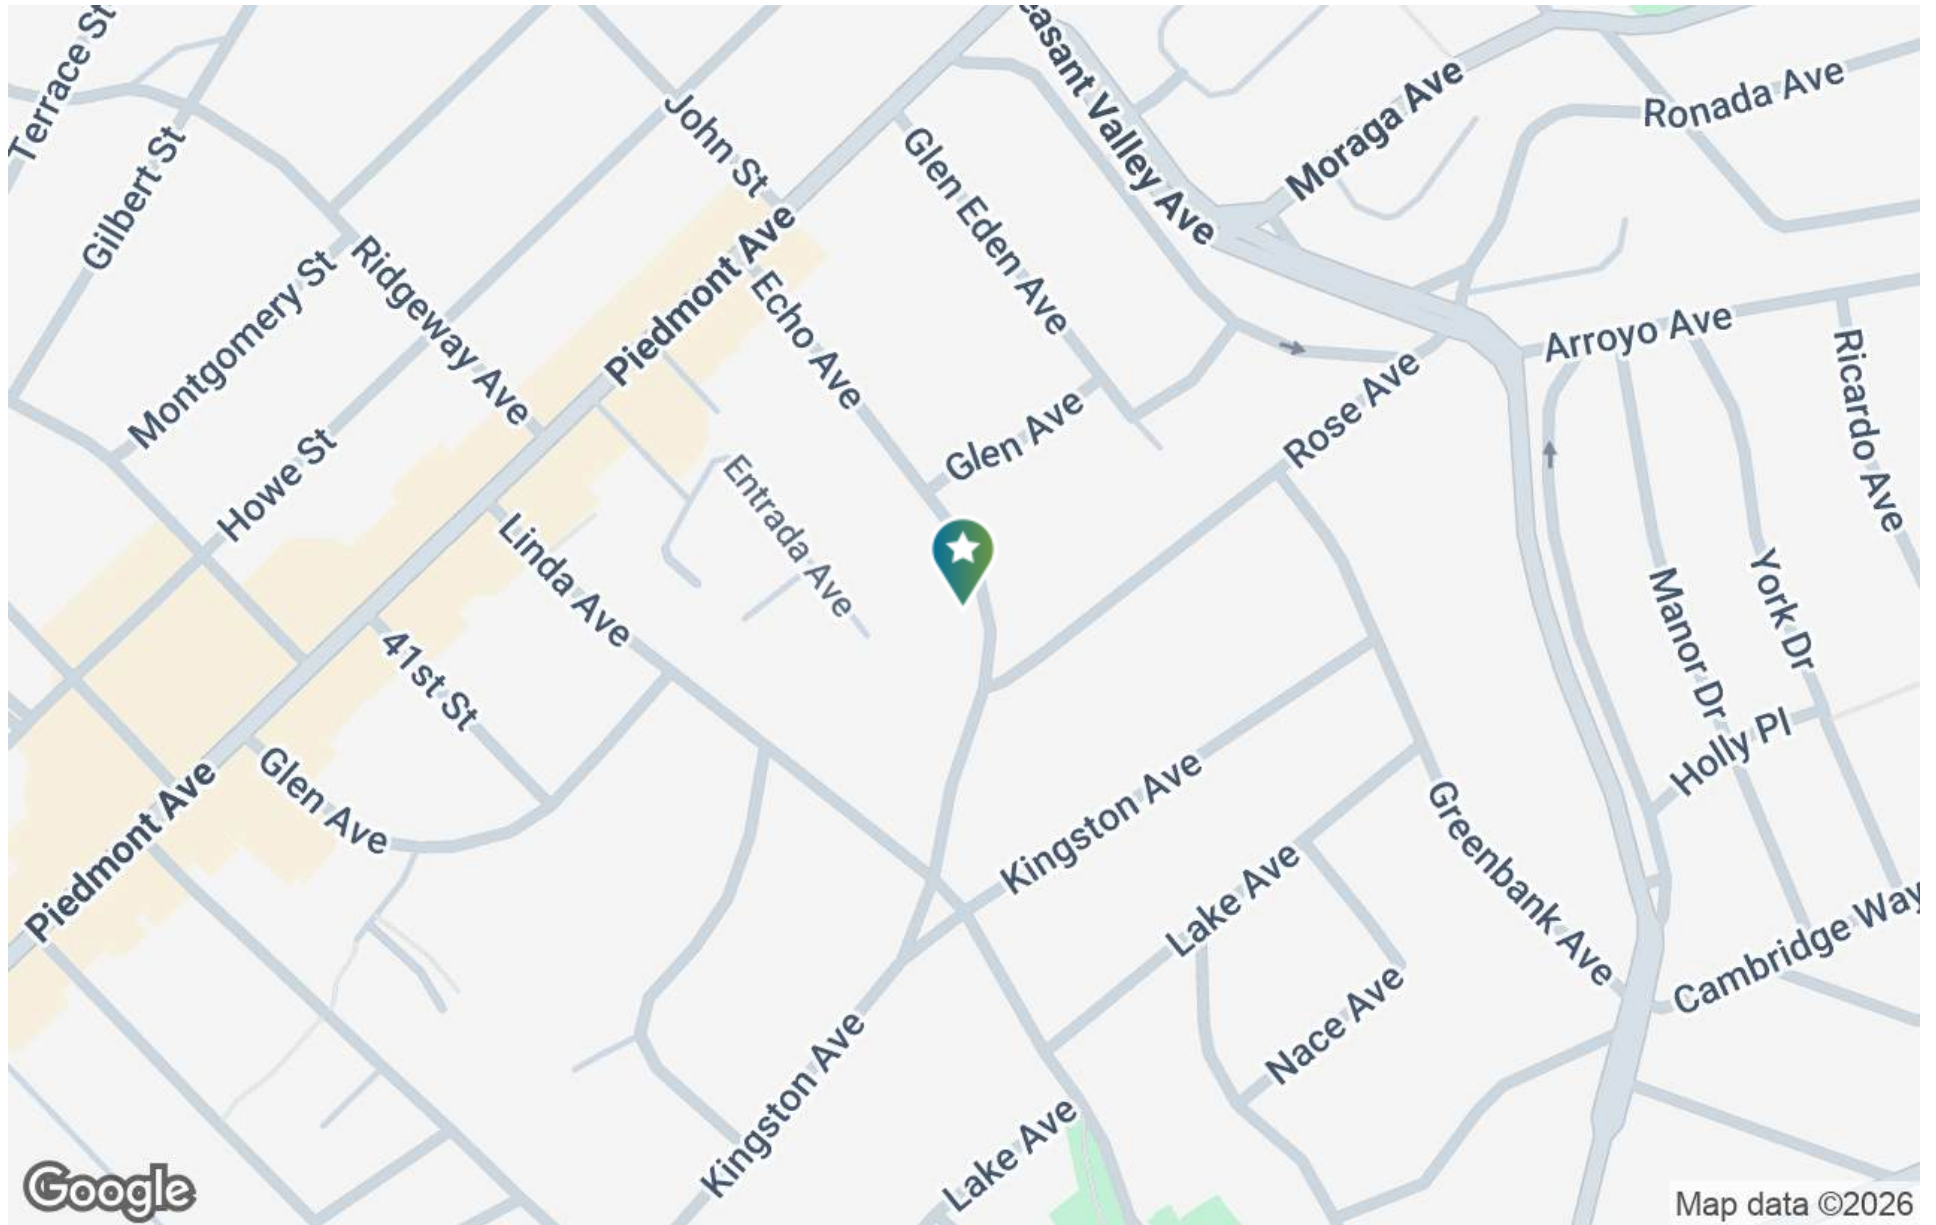 Terrace St
Gilbert St
John St
easant Valley Ave
Moraga Ave
Ronada Ave
Glen Eden Ave
Piedmont Ave
Ridgeway Ave
Montgomery St
Echo Ave
Arroyo Ave
Ricardo Ave
Rose Ave
Glen Ave
Howe St
Entrada Ave
Linda Ave
41st St
Manor Dr
York Dr
Holly Pl
Glen Ave
Piedmont Ave
Kingston Ave
Greenbank Ave
Lake Ave
Cambridge Way
Nace Ave
Kingston Ave
Lake Ave
Google
Map data ©2026